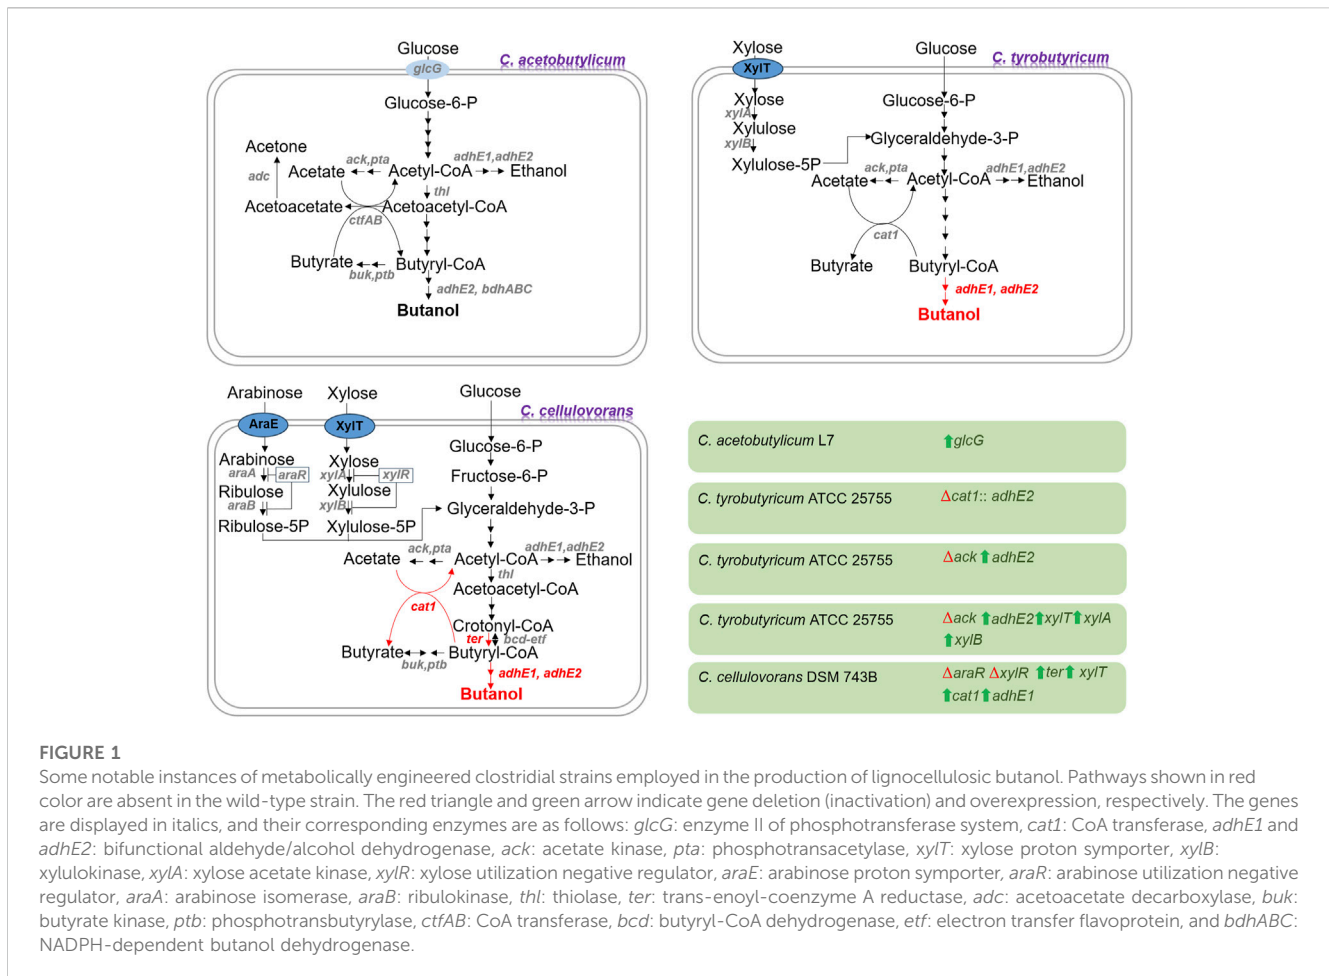 Glucose
C. acetobutylicum
glcG
Glucose-6-P
Acetone
ack,pta
adhE1,adhE2
Acetate
Acetyl-CoA
Ethanol
adc
thl
Acetoacetate
Acetoacetyl-CoA
ctfAB
Butyrate
Butyryl-CoA
buk,ptb
adhE2, bdhABC
Butanol
Xylose
Glucose
C. tyrobutyricum
XylT
Xylose
Glucose-6-P
xylA
Xylulose
Glyceraldehyde-3-P
xylB
Xylulose-5P
ack,pta
adhE1,adhE2
Acetate
Acetyl-CoA
Ethanol
cat1
Butyrate
Butyryl-CoA
adhE1, adhE2
Butanol
Arabinose
Xylose
Glucose
C. cellulovorans
AraE
XylT
Glucose-6-P
Arabinose
Xylose
araA
araR
xylA
xylR
Fructose-6-P
Ribulose
Xylulose
araB
xylB
Glyceraldehyde-3-P
Ribulose-5P
Xylulose-5P
ack,pta
adhE1,adhE2
Acetate
Acetyl-CoA
Ethanol
thl
Acetoacetyl-CoA
cat1
Crotonyl-CoA
ter
bcd-etf
Butyrate
Butyryl-CoA
buk,ptb
adhE1, adhE2
Butanol
C. acetobutylicum L7 ⬆glcG
C. tyrobutyricum ATCC 25755 Δcat1:: adhE2
C. tyrobutyricum ATCC 25755 Δack⬆adhE2
C. tyrobutyricum ATCC 25755 Δack ⬆adhE2⬆xylT⬆xylA
⬆xylB
C. cellulovorans DSM 743B ΔaraR ΔxylR ⬆ter⬆ xylT
⬆cat1⬆adhE1
FIGURE 1
Some notable instances of metabolically engineered clostridial strains employed in the production of lignocellulosic butanol. Pathways shown in red
color are absent in the wild-type strain. The red triangle and green arrow indicate gene deletion (inactivation) and overexpression, respectively. The genes
are displayed in italics, and their corresponding enzymes are as follows: glcG: enzyme II of phosphotransferase system, cat1: CoA transferase, adhE1 and
adhE2: bifunctional aldehyde/alcohol dehydrogenase, ack: acetate kinase, pta: phosphotransacetylase, xylT: xylose proton symporter, xylB:
xylulokinase, xylA: xylose acetate kinase, xylR: xylose utilization negative regulator, araE: arabinose proton symporter, araR: arabinose utilization negative
regulator, araA: arabinose isomerase, araB: ribulokinase, thl: thiolase, ter: trans-enoyl-coenzyme A reductase, adc: acetoacetate decarboxylase, buk:
butyrate kinase, ptb: phosphotransbutyrylase, ctfAB: CoA transferase, bcd: butyryl-CoA dehydrogenase, etf: electron transfer flavoprotein, and bdhABC:
NADPH-dependent butanol dehydrogenase.